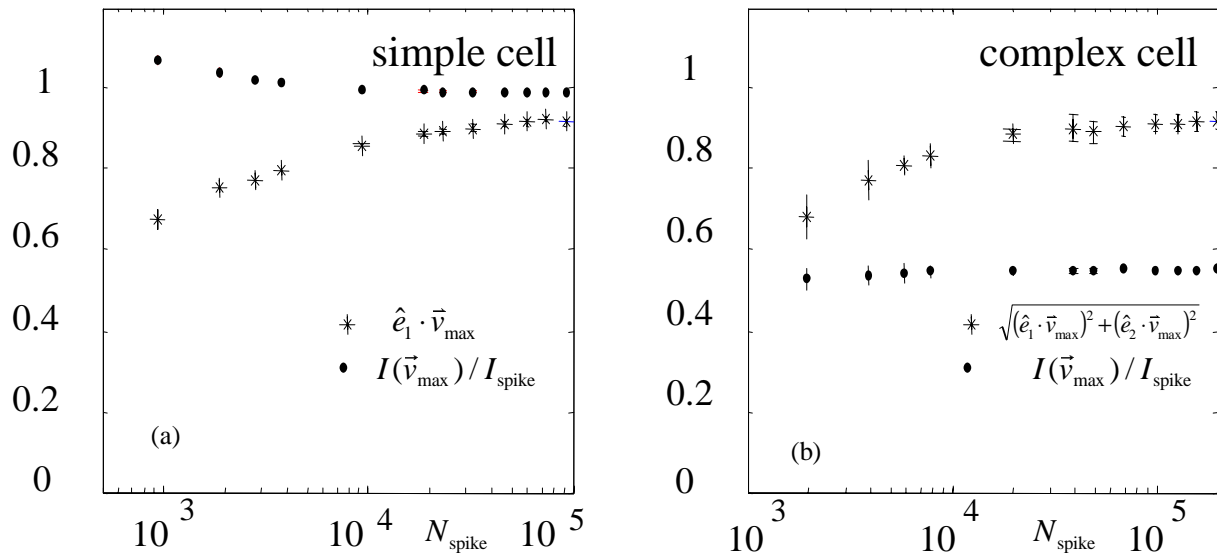 simple cell
1
0.8
0.6
0.4
0.2
0
ê₁ · v⃗max
I(v⃗max) / Ispike
(a)
10³
10⁴
Nspike
10⁵
complex cell
1
0.8
0.6
0.4
0.2
0
√((ê₁ · v⃗max)² + (ê₂ · v⃗max)²)
I(v⃗max) / Ispike
(b)
10³
10⁴
Nspike
10⁵